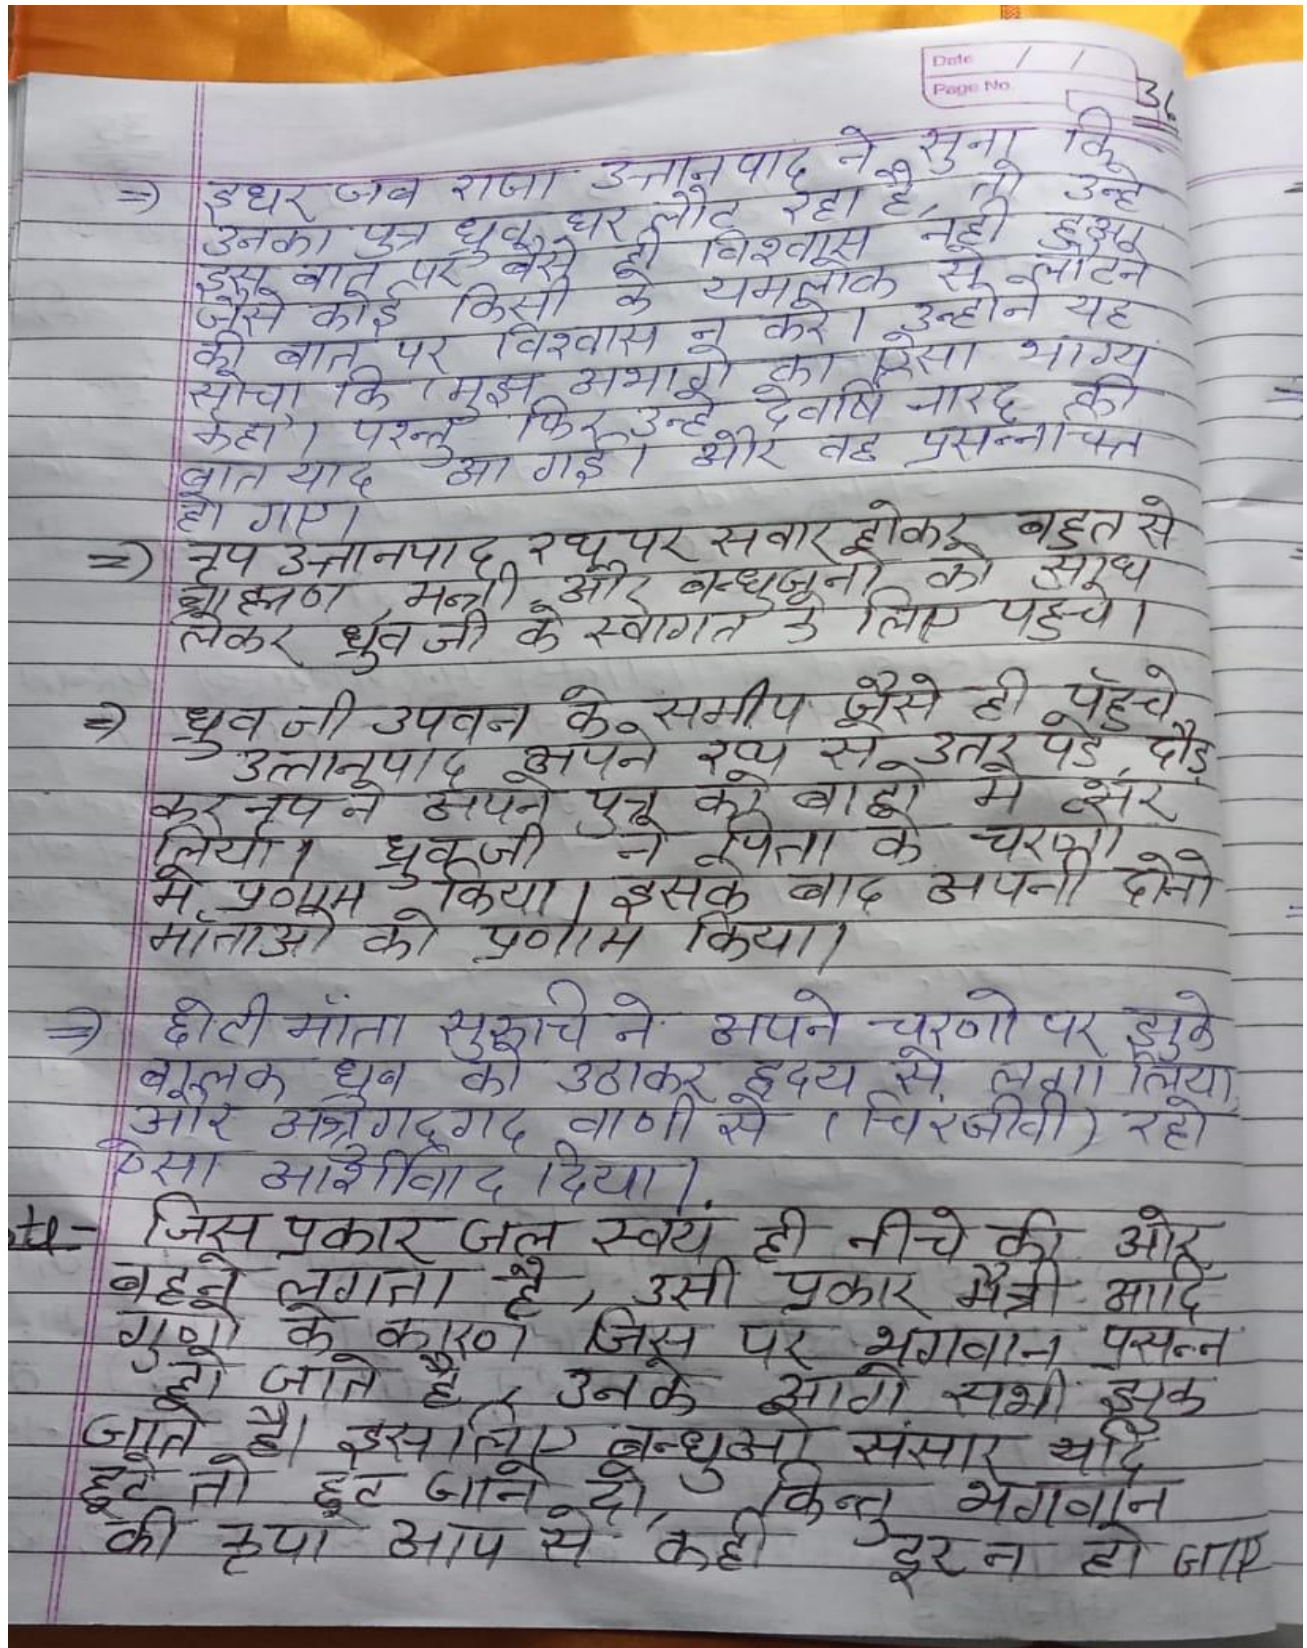 Date / /
Page No.
36
⇒ इधर जब राजा उत्तानपाद ने सुना कि
उनका पुत्र ध्रुव घर लौट रहा है, तो उन्हे
इस बात पर वैसे ही विश्वास नही हुआ
जैसे कोई किसी के यमलोक से लौटने
की बात पर विश्वास न करे। उन्होने यह
सोचा कि 'मुझ अभागे का ऐसा भाग्य
कहाँ'। परन्तु फिर उन्हे देवर्षि नारद की
बात याद आ गई। और वह प्रसन्नचित्त
हो गए।
⇒ नृप उत्तानपाद रथ पर सवार होकर बहुत से
ब्राह्मण, मन्त्री और बन्धुजनो को साथ
लेकर ध्रुव जी के स्वागत के लिए पहुचे।
⇒ ध्रुव जी उपवन के समीप जैसे ही पॅहुचे
उत्तानपाद अपने रथ से उतर पडे, दौड़
कर नृप ने अपने पुत्र को बाहो मे भर
लिया। ध्रुवजी ने पिता के चरणो
मे प्रणाम किया। इसके बाद अपनी दोनो
मॉताओ को प्रणाम किया।
⇒ छोटी मॉता सुरूचि ने अपने चरणो पर झुके
बालक ध्रुव को उठाकर हृदय से लगा लिया
और अश्रुगद्‌गद वाणी से (चिरंजीवी) रहो
ऐसा आर्शीवाद दिया।
जिस प्रकार जल स्वयं ही नीचे की ओर
बहने लगता है, उसी प्रकार मैत्री आदि
गुणो के कारण जिस पर भगवान प्रसन्न
हो जाते है, उनके आगे सभी झुक
जाते है। इसलिए बन्धुओ संसार यदि
छूटे तो छूट जाने दो, किन्तु भगवान
की कृपा आप से कही दूर न हो जाए